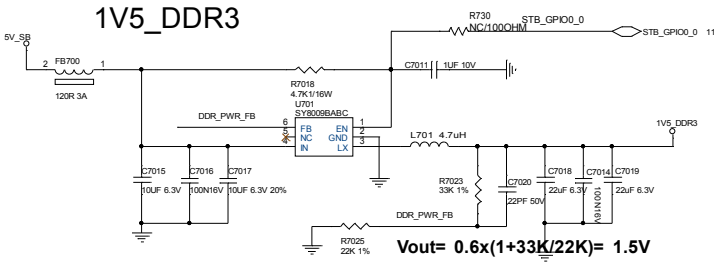 1V5_DDR3
5V_SB
FB700
2 1
120R 3A
R730
NC/100OHM
STB_GPIO0_0
STB_GPIO0_0 11
C7011 1UF 10V
R7018
4.7K1/16W
U701
SY8009BABC
DDR_PWR_FB
6 FB EN 1
5 NC GND 2
4 IN LX 3
L701 4.7uH
1V5_DDR3
C7015
10UF 6.3V
C7016
100N16V
C7017
10UF 6.3V 20%
R7023
33K 1%
C7020
22PF 50V
C7018
22uF 6.3V
C7014
100N16V
C7019
22uF 6.3V
DDR_PWR_FB
R7025
22K 1%
Vout= 0.6x(1+33K/22K)= 1.5V